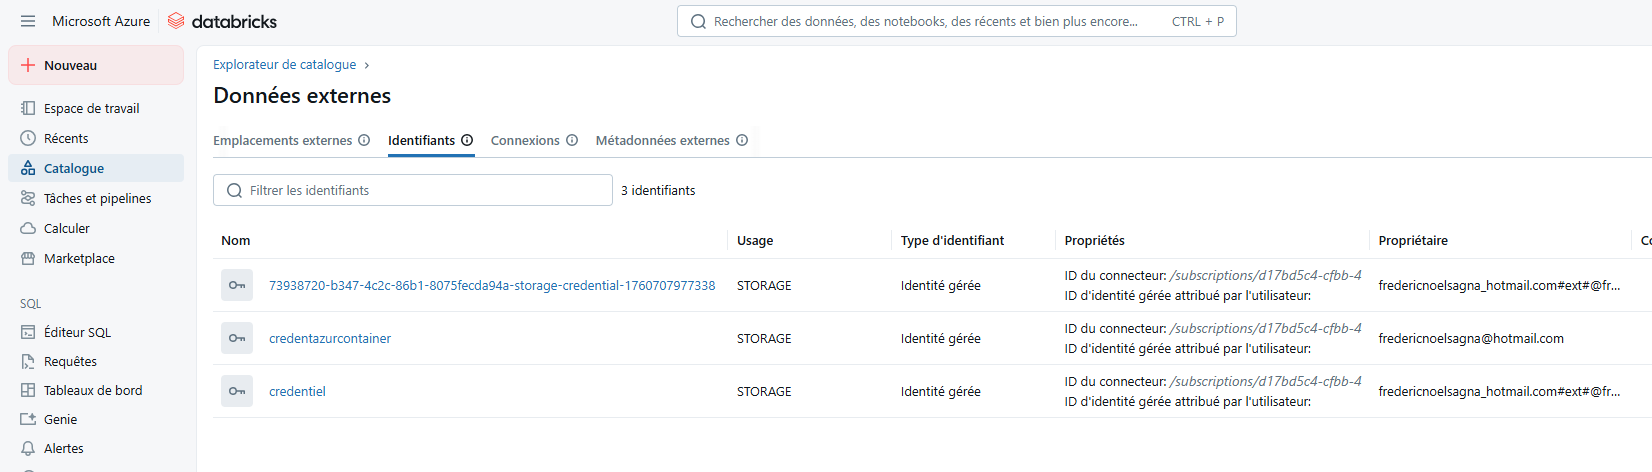 Microsoft Azure databricks
Rechercher des données, des notebooks, des récents et bien plus encore... CTRL + P
Nouveau
Espace de travail
Récents
Catalogue
Tâches et pipelines
Calculer
Marketplace
SQL
Éditeur SQL
Requêtes
Tableaux de bord
Genie
Alertes
Explorateur de catalogue ›
Données externes
Emplacements externes Identifiants Connexions Métadonnées externes
Filtrer les identifiants 3 identifiants
Nom Usage Type d'identifiant Propriétés Propriétaire Co
73938720-b347-4c2c-86b1-8075fecda94a-storage-credential-1760707977338 STORAGE Identité gérée ID du connecteur: /subscriptions/d17bd5c4-cfbb-4 fredericnoelsagna_hotmail.com#ext#@fr...
ID d'identité gérée attribué par l'utilisateur:
credentazurcontainer STORAGE Identité gérée ID du connecteur: /subscriptions/d17bd5c4-cfbb-4 fredericnoelsagna@hotmail.com
ID d'identité gérée attribué par l'utilisateur:
credentiel STORAGE Identité gérée ID du connecteur: /subscriptions/d17bd5c4-cfbb-4 fredericnoelsagna_hotmail.com#ext#@fr...
ID d'identité gérée attribué par l'utilisateur: